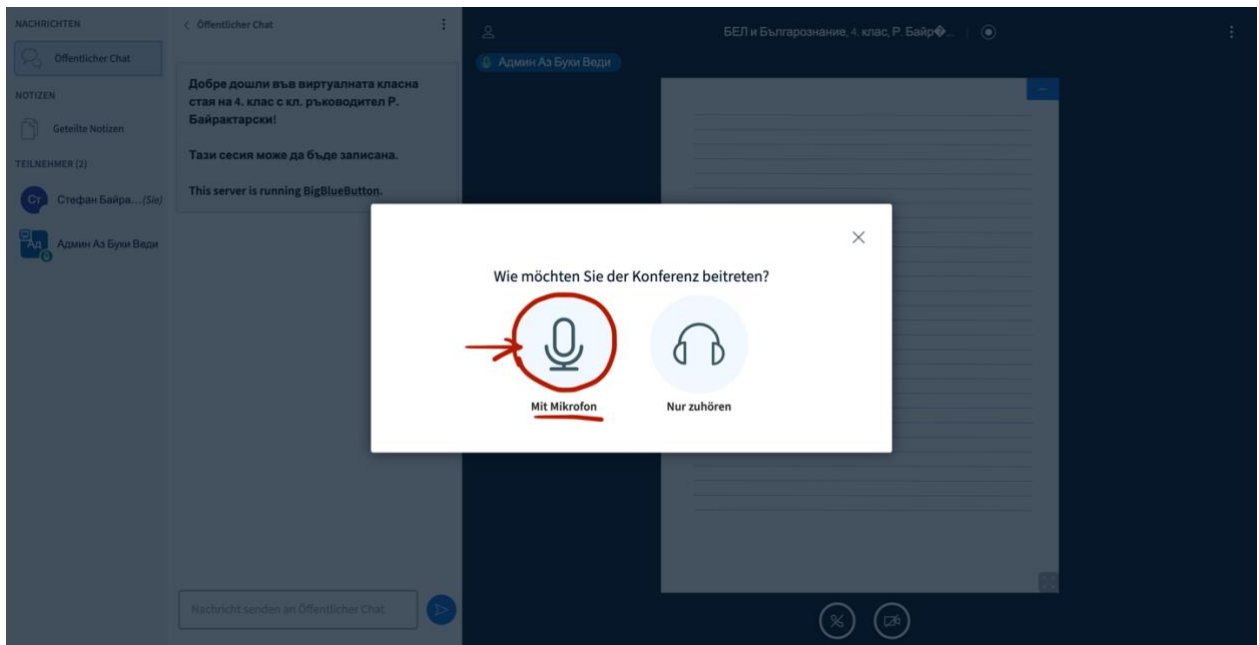 NACHRICHTEN
Öffentlicher Chat
NOTIZEN
Geteilte Notizen
TEILNEHMER (2)
Ст
Стефан Байра... (Sie)
Ад
Админ Аз Буки Веди
Öffentlicher Chat
Добре дошли във виртуалната класна
стая на 4. клас с кл. ръководител Р.
Байрактарски!
Тази сесия може да бъде записана.
This server is running BigBlueButton.
Nachricht senden an Öffentlicher Chat
БЕЛ и Българознание, 4. клас, Р. Байр�...
Админ Аз Буки Веди
Wie möchten Sie der Konferenz beitreten?
Mit Mikrofon
Nur zuhören